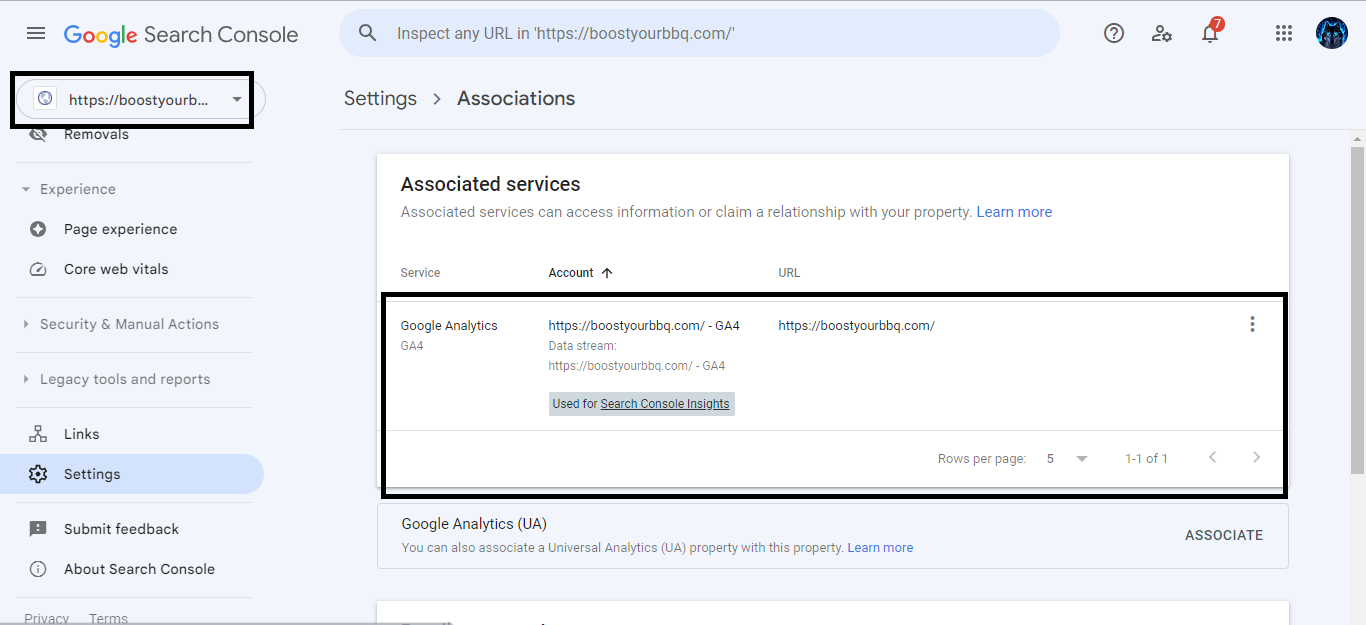 Google Search Console
Inspect any URL in 'https://boostyourbbq.com/'
7
https://boostyourb...
Settings > Associations
Removals
Experience
Page experience
Core web vitals
Security & Manual Actions
Legacy tools and reports
Links
Settings
Submit feedback
About Search Console
Privacy Terms
Associated services
Associated services can access information or claim a relationship with your property. Learn more
Service Account URL
Google Analytics https://boostyourbbq.com/ - GA4 https://boostyourbbq.com/
GA4 Data stream:
https://boostyourbbq.com/ - GA4
Used for Search Console Insights
Rows per page: 5 1-1 of 1
Google Analytics (UA)
You can also associate a Universal Analytics (UA) property with this property. Learn more
ASSOCIATE